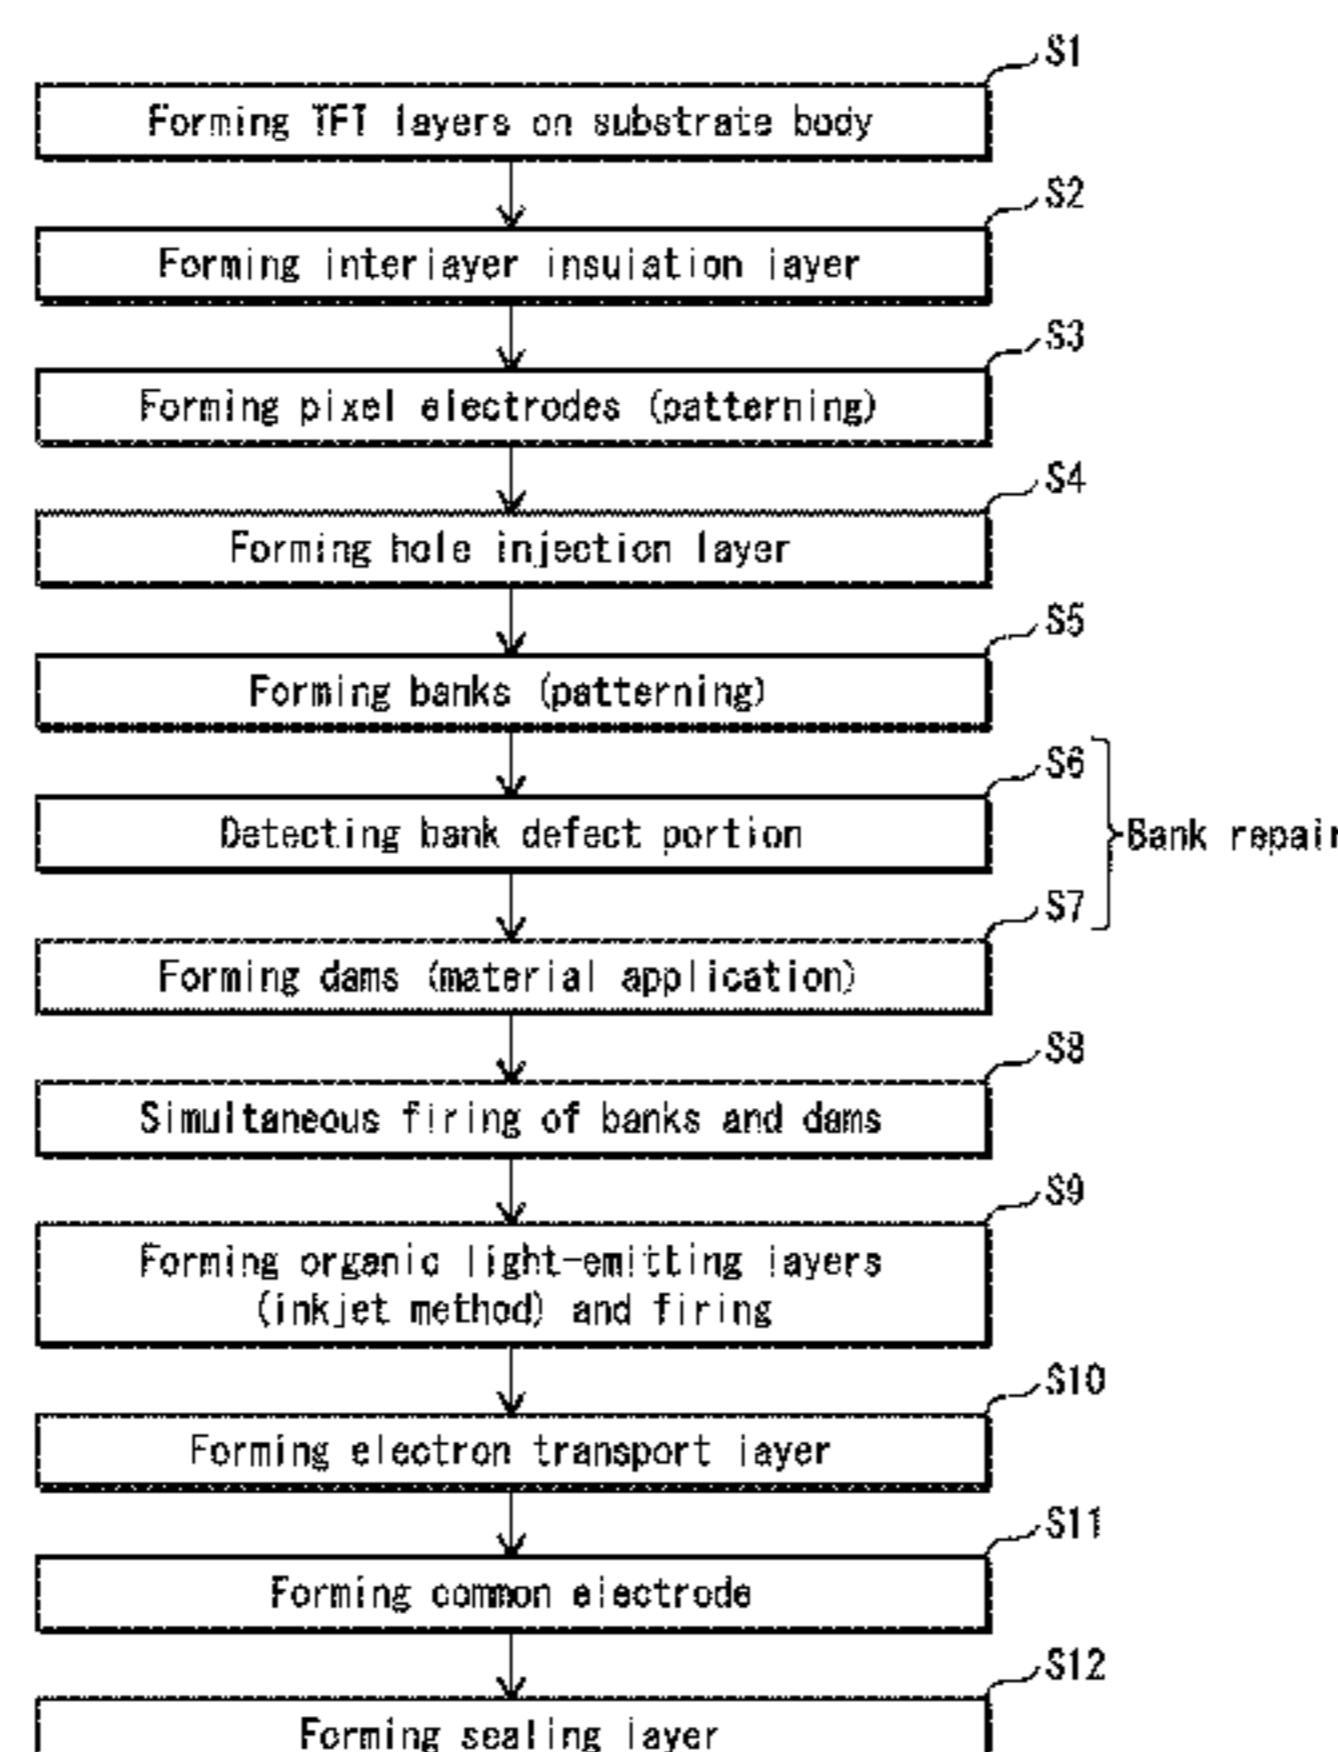 S1
Forming TFT layers on substrate body
S2
Forming interlayer insulation layer
S3
Forming pixel electrodes (patterning)
S4
Forming hole injection layer
S5
Forming banks (patterning)
S6
Detecting bank defect portion
Bank repair
S7
Forming dams (material application)
S8
Simultaneous firing of banks and dams
S9
Forming organic light-emitting layers
(inkjet method) and firing
S10
Forming electron transport layer
S11
Forming common electrode
S12
Forming sealing layer